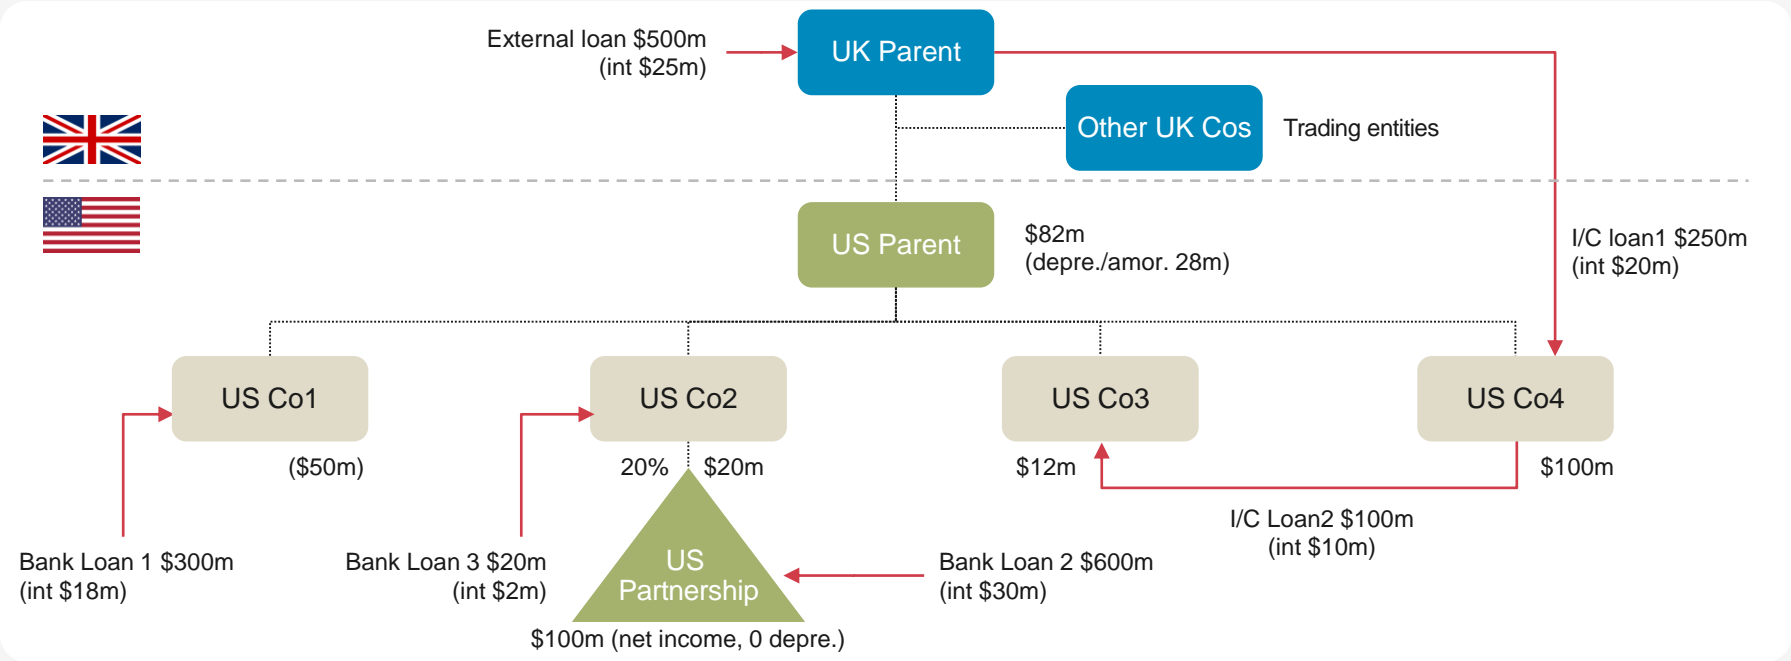 External loan $500m
(int $25m)
UK Parent
Other UK Cos
Trading entities
US Parent
$82m
(depre./amor. 28m)
I/C loan1 $250m
(int $20m)
US Co1
US Co2
US Co3
US Co4
($50m)
20%
$20m
$12m
$100m
I/C Loan2 $100m
(int $10m)
Bank Loan 1 $300m
(int $18m)
Bank Loan 3 $20m
(int $2m)
US
Partnership
Bank Loan 2 $600m
(int $30m)
$100m (net income, 0 depre.)